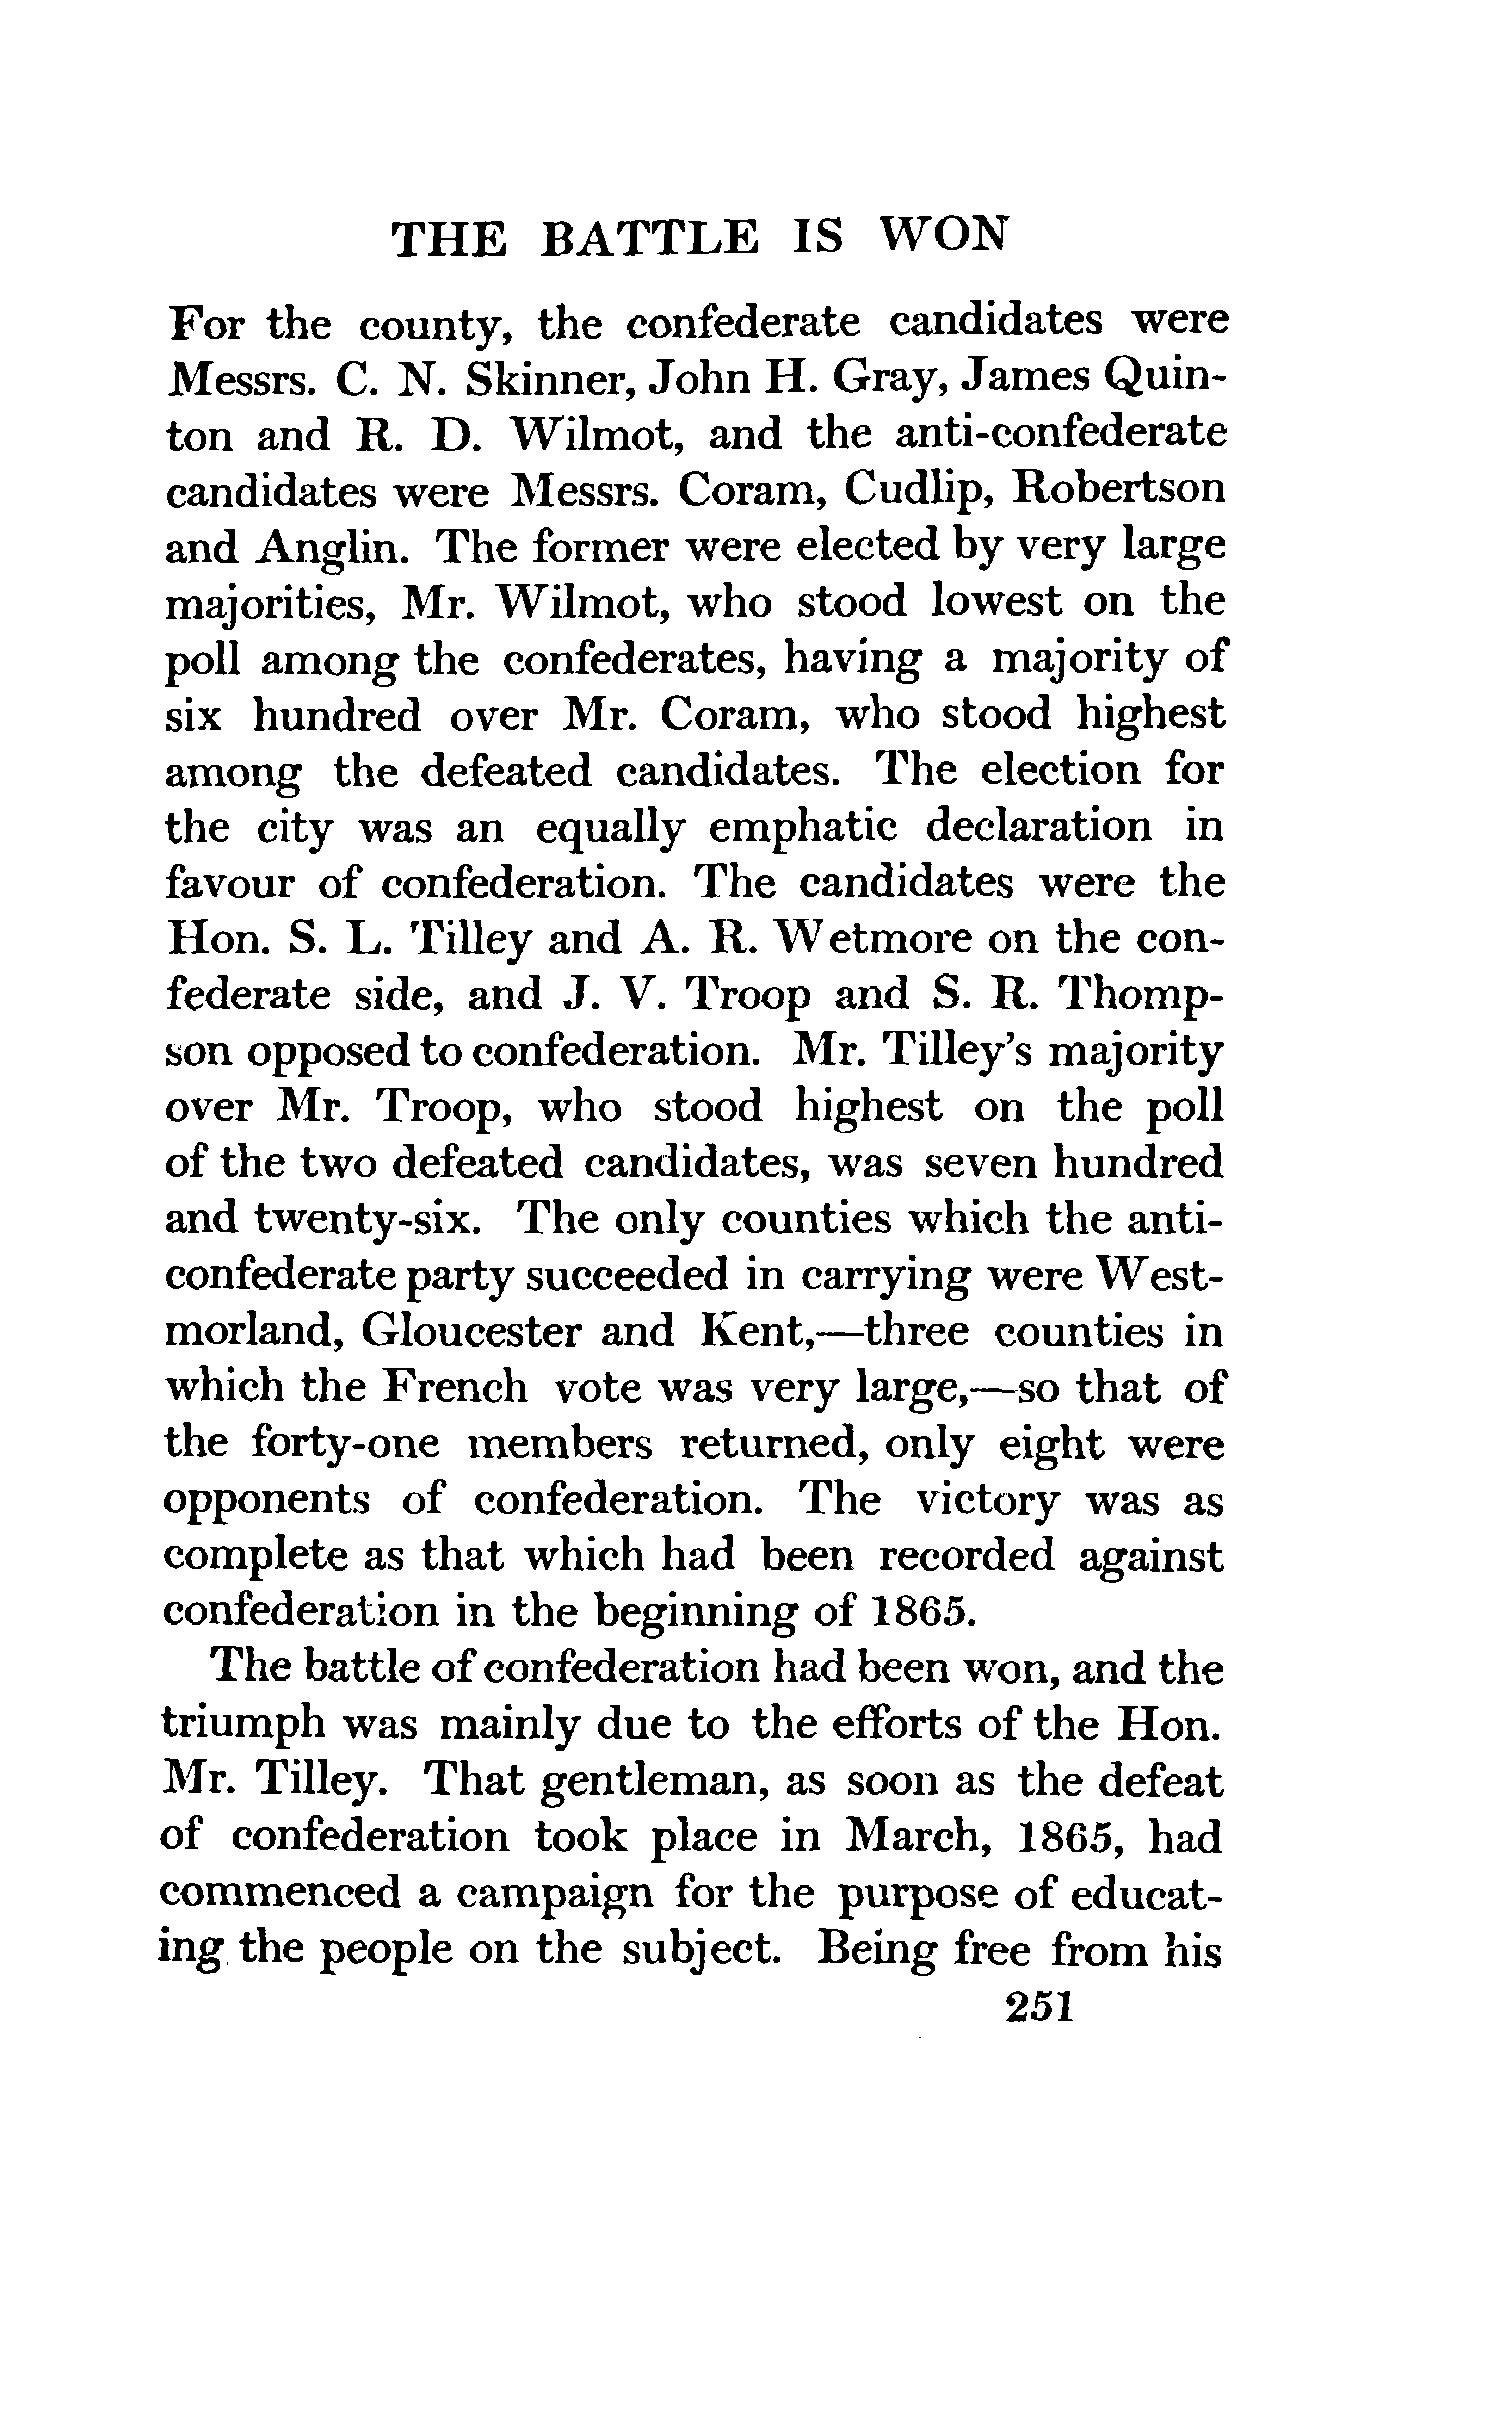 THE BATTLE IS WON
For the county, the confederate candidates were
Messrs. C. N. Skinner, John H. Gray, James Quin-
ton and R. D. Wilmot, and the anti-confederate
candidates were Messrs. Coram, Cudlip, Robertson
and Anglin. The former were elected by very large
majorities, Mr. Wilmot, who stood lowest on the
poll among the confederates, having a majority of
six hundred over Mr. Coram, who stood highest
among the defeated candidates. The election for
the city was an equally emphatic declaration in
favour of confederation. The candidates were the
Hon. S. L. Tilley and A. R. Wetmore on the con-
federate side, and J. V. Troop and S. R. Thomp-
son opposed to confederation. Mr. Tilley's majority
over Mr. Troop, who stood highest on the poll
of the two defeated candidates, was seven hundred
and twenty-six. The only counties which the anti-
confederate party succeeded in carrying were West-
morland, Gloucester and Kent,—three counties in
which the French vote was very large,—so that of
the forty-one members returned, only eight were
opponents of confederation. The victory was as
complete as that which had been recorded against
confederation in the beginning of 1865.
The battle of confederation had been won, and the
triumph was mainly due to the efforts of the Hon.
Mr. Tilley. That gentleman, as soon as the defeat
of confederation took place in March, 1865, had
commenced a campaign for the purpose of educat-
ing the people on the subject. Being free from his
251